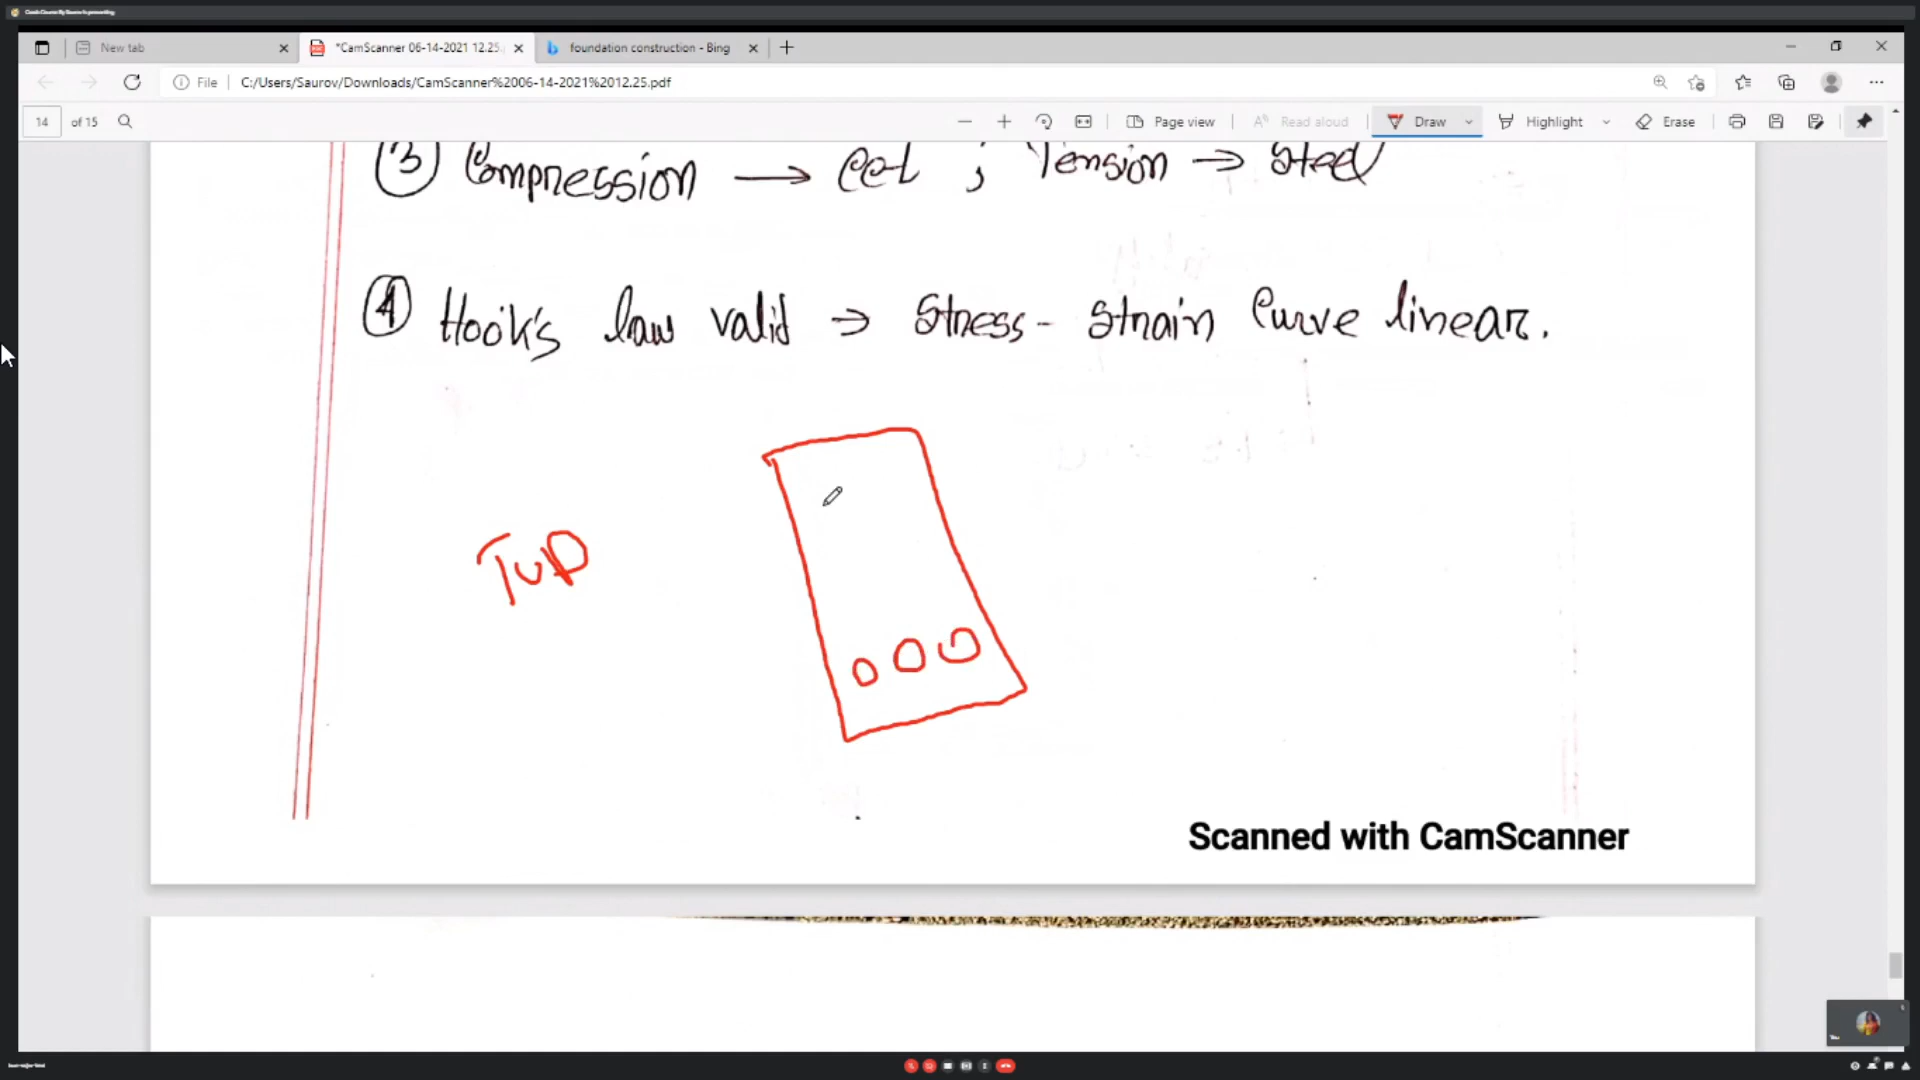 New tab
*CamScanner 06-14-2021 12.25.
foundation construction - Bing
File
C:/Users/Saurov/Downloads/CamScanner%2006-14-2021%2012.25.pdf
14 of 15
Page view
Read aloud
Draw
Highlight
Erase
③ Compression → ; Tension → Steel
④ Hook's law valid → Stress - Strain Curve linear.
Scanned with CamScanner